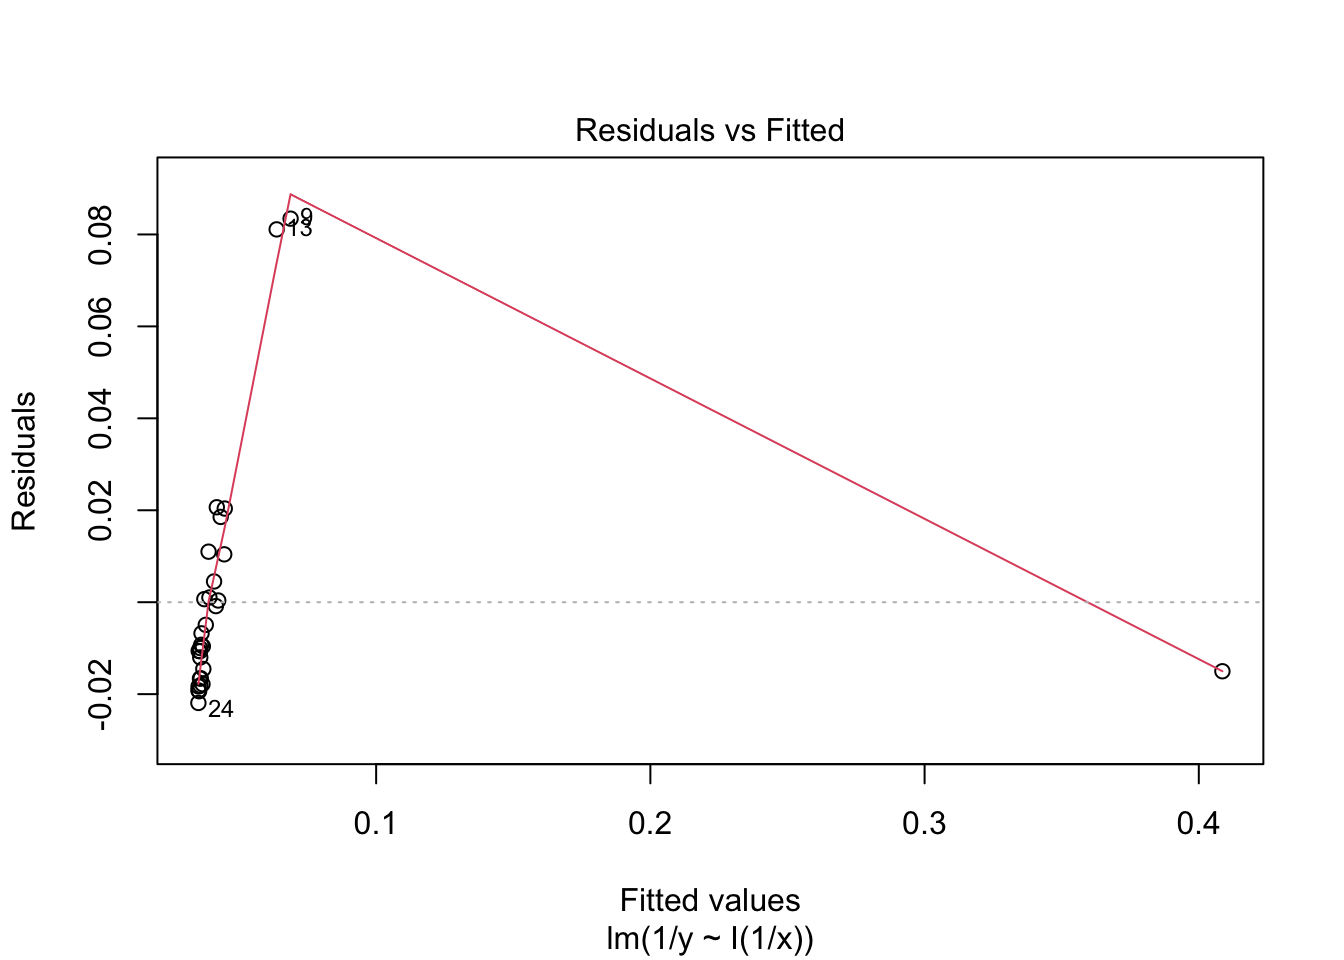 Residuals vs Fitted
Residuals
0.08
0.06
0.04
0.02
-0.02
9
13
24
0.1 0.2 0.3 0.4
Fitted values
lm(1/y ~ I(1/x))